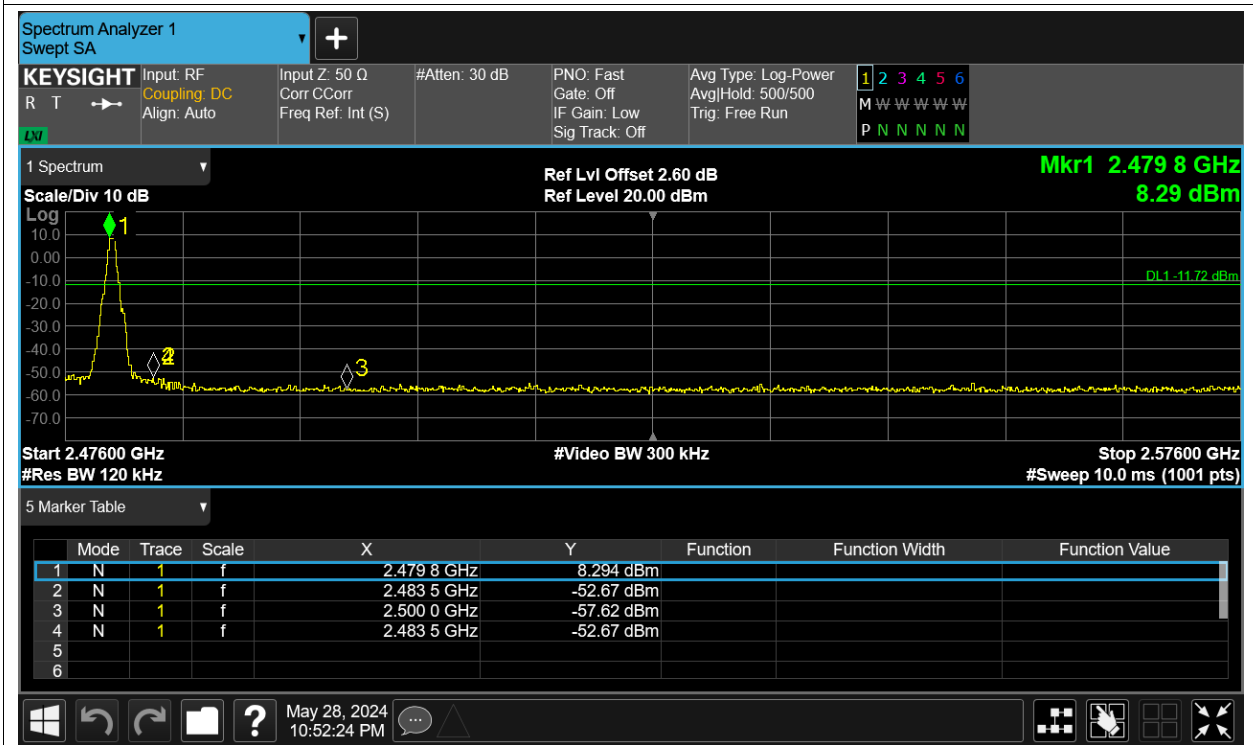 Spectrum Analyzer 1
Swept SA
KEYSIGHT
R T
LXI
Input: RF
Coupling: DC
Align: Auto
Input Z: 50 Ω
Corr CCorr
Freq Ref: Int (S)
#Atten: 30 dB
PNO: Fast
Gate: Off
IF Gain: Low
Sig Track: Off
Avg Type: Log-Power
Avg|Hold: 500/500
Trig: Free Run
1 2 3 4 5 6
M W W W W W
P N N N N N
1 Spectrum
Scale/Div 10 dB
Ref Lvl Offset 2.60 dB
Ref Level 20.00 dBm
Mkr1 2.479 8 GHz
8.29 dBm
Log
10.0
0.00
-10.0
-20.0
-30.0
-40.0
-50.0
-60.0
-70.0
1
3
DL1 -11.72 dBm
Start 2.47600 GHz
#Res BW 120 kHz
#Video BW 300 kHz
Stop 2.57600 GHz
#Sweep 10.0 ms (1001 pts)
5 Marker Table
Mode Trace Scale X Y Function Function Width Function Value
1 N 1 f 2.479 8 GHz 8.294 dBm
2 N 1 f 2.483 5 GHz -52.67 dBm
3 N 1 f 2.500 0 GHz -57.62 dBm
4 N 1 f 2.483 5 GHz -52.67 dBm
5
6
?
May 28, 2024
10:52:24 PM